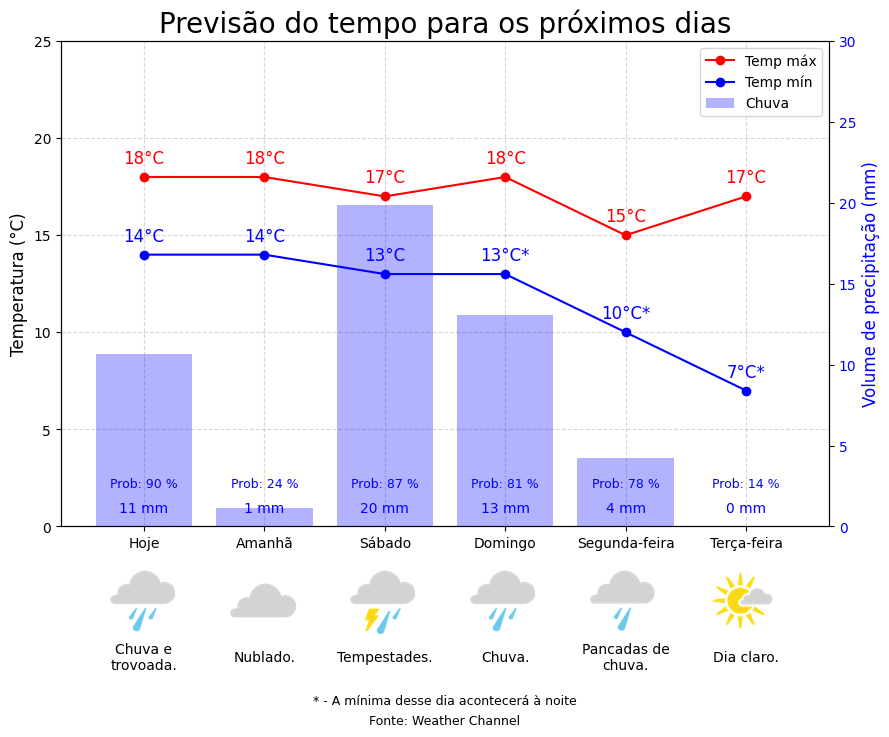 Previsão do tempo para os próximos dias
25
20
15
10
5
0
Temperatura (°C)
30
25
20
15
10
5
0
Volume de precipitação (mm)
Temp máx
Temp mín
Chuva
18°C 18°C 17°C 18°C 15°C 17°C
14°C 14°C 13°C 13°C* 10°C* 7°C*
Prob: 90 % Prob: 24 % Prob: 87 % Prob: 81 % Prob: 78 % Prob: 14 %
11 mm 1 mm 20 mm 13 mm 4 mm 0 mm
Hoje Amanhã Sábado Domingo Segunda-feira Terça-feira
Chuva e
trovoada.
Nublado.
Tempestades.
Chuva.
Pancadas de
chuva.
Dia claro.
* - A mínima desse dia acontecerá à noite
Fonte: Weather Channel